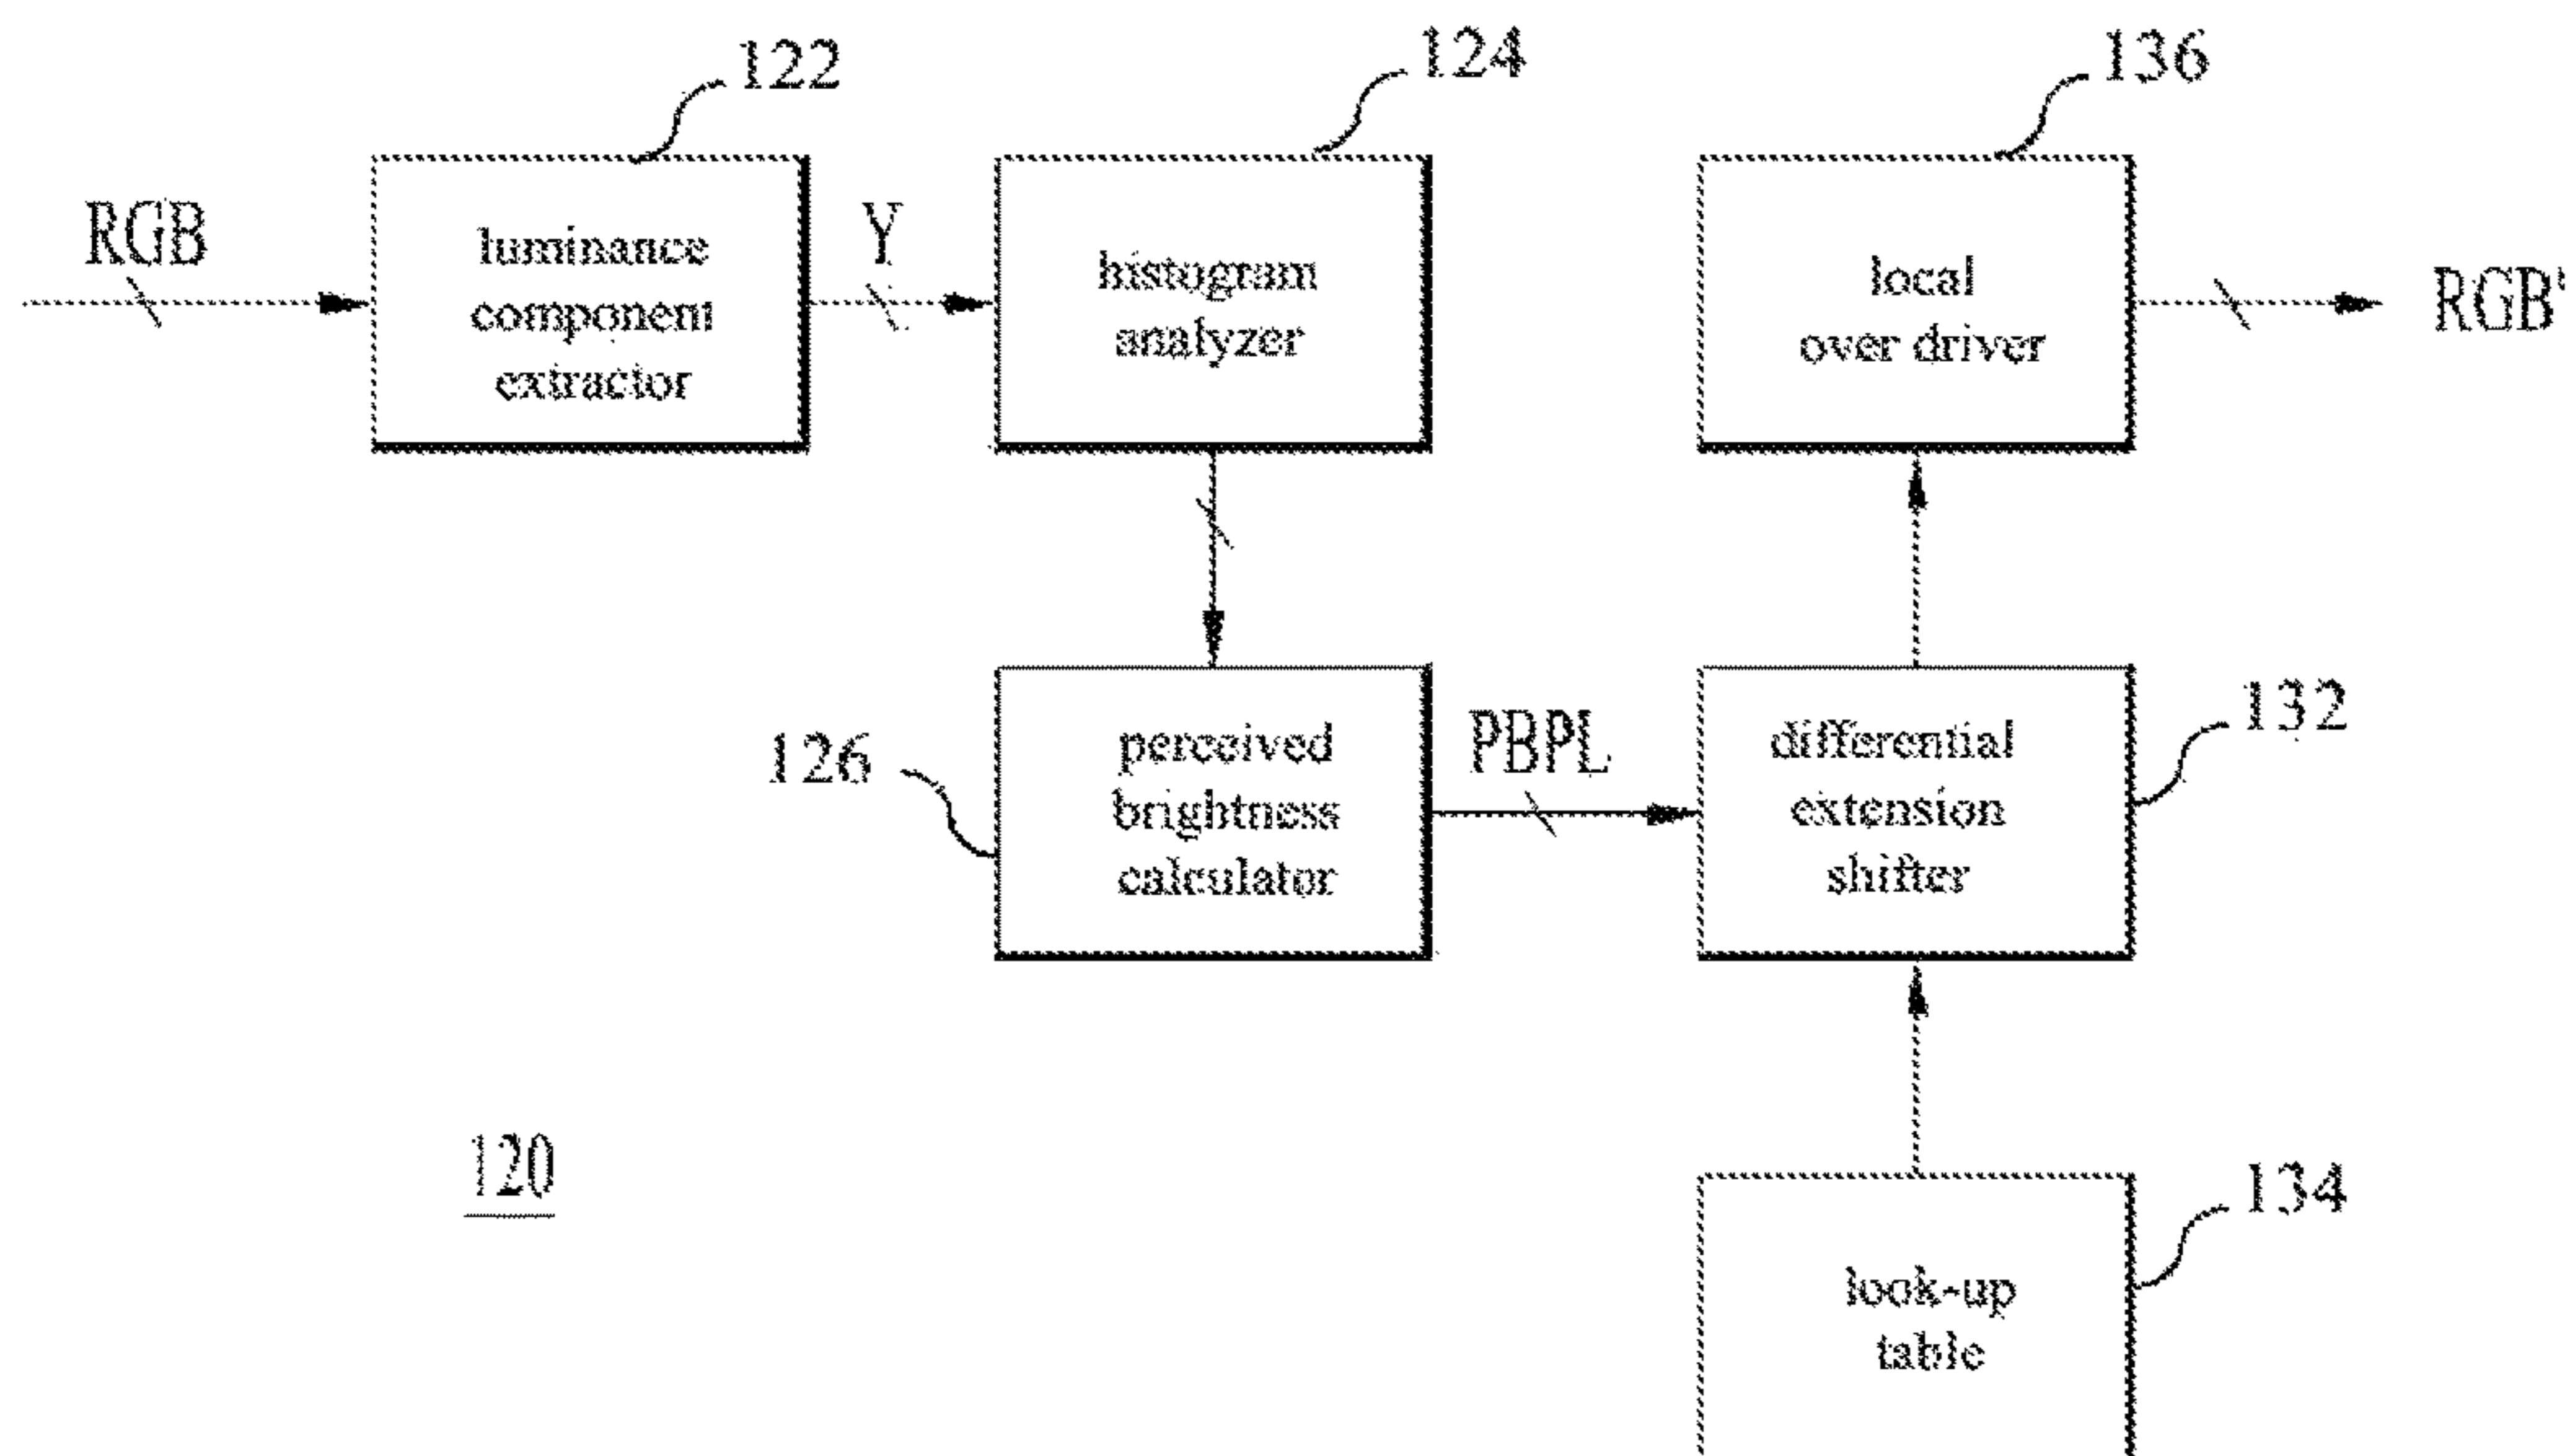 122
124
136
RGB
luminance
component
extractor
Y
histogram
analyzer
local
over driver
RGB'
126
perceived
brightness
calculator
PBPL
differential
extension
shifter
132
120
look-up
table
134